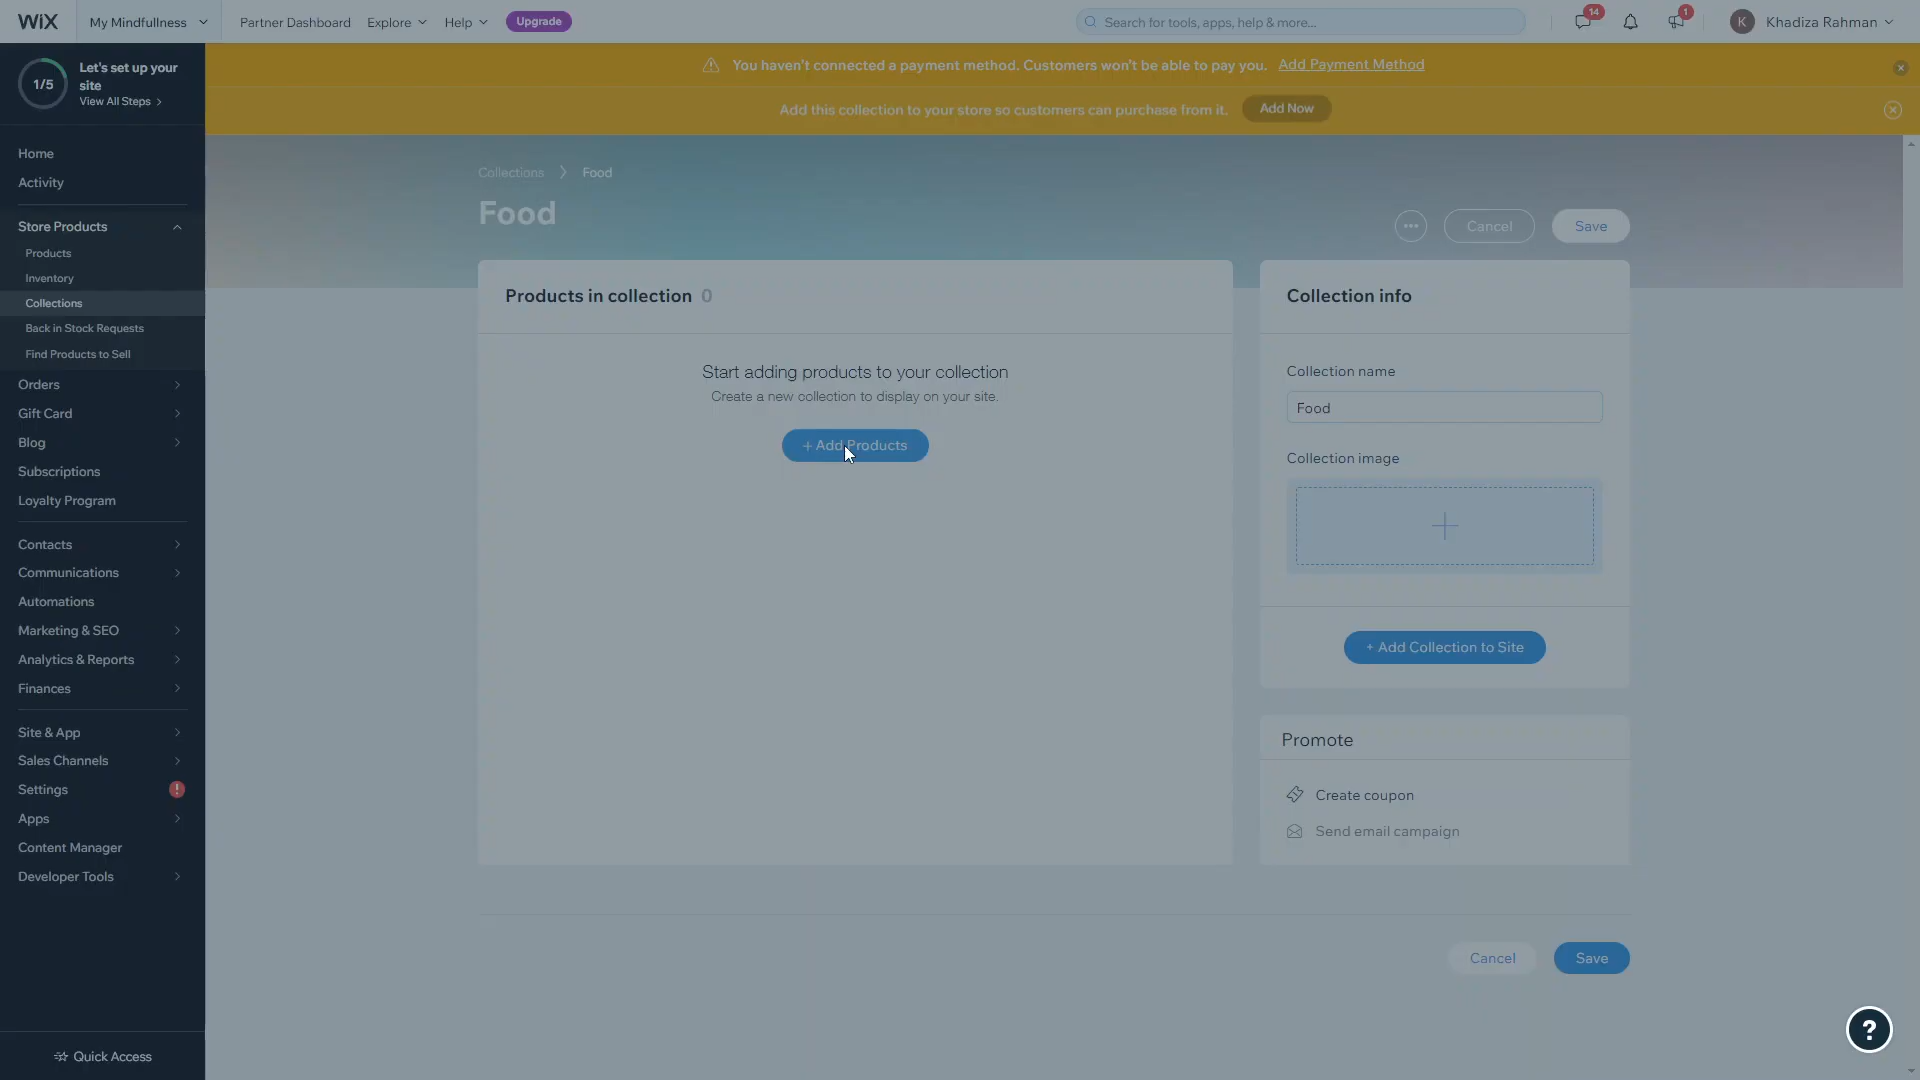 WiX
My Mindfullness
Partner Dashboard
Explore
Help
Upgrade
Search for tools, apps, help & more...
14
1
K
Khadiza Rahman
1/5
Let's set up your
site
View All Steps
You haven't connected a payment method. Customers won't be able to pay you. Add Payment Method
Add this collection to your store so customers can purchase from it. Add Now
Home
Activity
Store Products
Products
Inventory
Collections
Back in Stock Requests
Find Products to Sell
Orders
Gift Card
Blog
Subscriptions
Loyalty Program
Contacts
Communications
Automations
Marketing & SEO
Analytics & Reports
Finances
Site & App
Sales Channels
Settings
!
Apps
Content Manager
Developer Tools
Quick Access
Collections > Food
Food
Cancel
Save
Products in collection 0
Start adding products to your collection
Create a new collection to display on your site.
+ Add Products
Collection info
Collection name
Food
Collection image
+ Add Collection to Site
Promote
Create coupon
Send email campaign
Cancel
Save
?